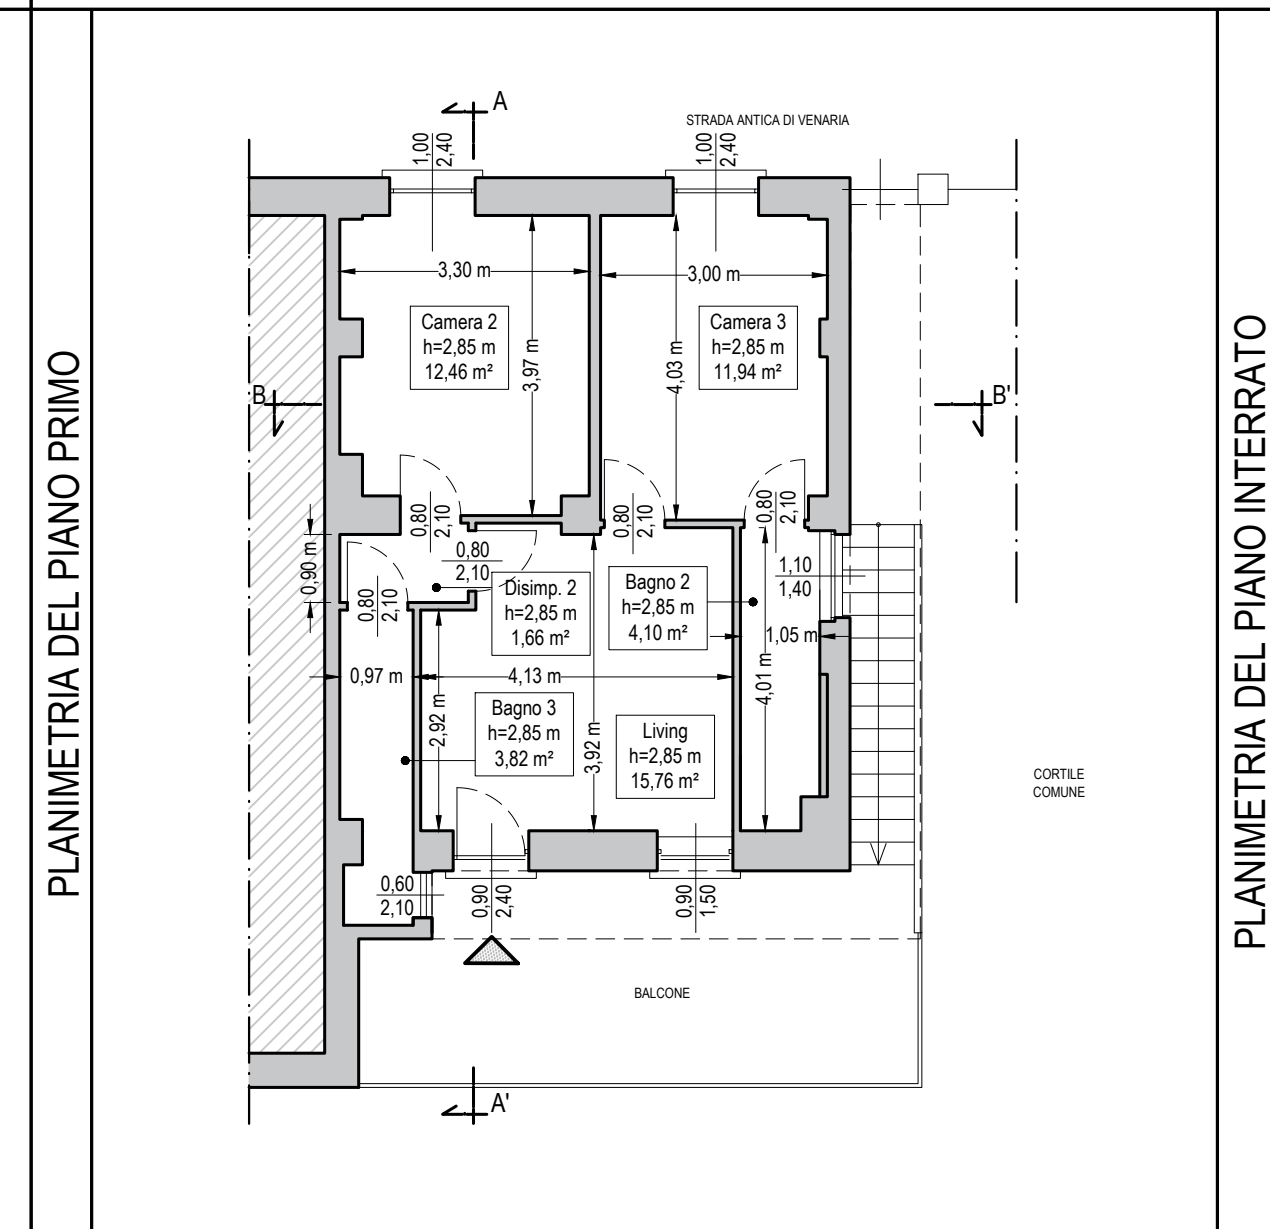 PLANIMETRIA DEL PIANO PRIMO
A
STRADA ANTICA DI VENARIA
1,00
2,40
1,00
2,40
3,30 m
3,00 m
Camera 2
h=2,85 m
12,46 m²
3,97 m
4,03 m
Camera 3
h=2,85 m
11,94 m²
B
B'
0,80
2,10
0,80
2,10
0,80
2,10
0,90 m
0,80
2,10
0,80
2,10
Disimp. 2
h=2,85 m
1,66 m²
Bagno 2
h=2,85 m
4,10 m²
1,10
1,40
1,05 m
0,97 m
4,13 m
4,01 m
2,92 m
Bagno 3
h=2,85 m
3,82 m²
3,92 m
Living
h=2,85 m
15,76 m²
CORTILE
COMUNE
0,60
2,10
0,90
2,40
0,90
1,50
BALCONE
A'
PLANIMETRIA DEL PIANO INTERRATO